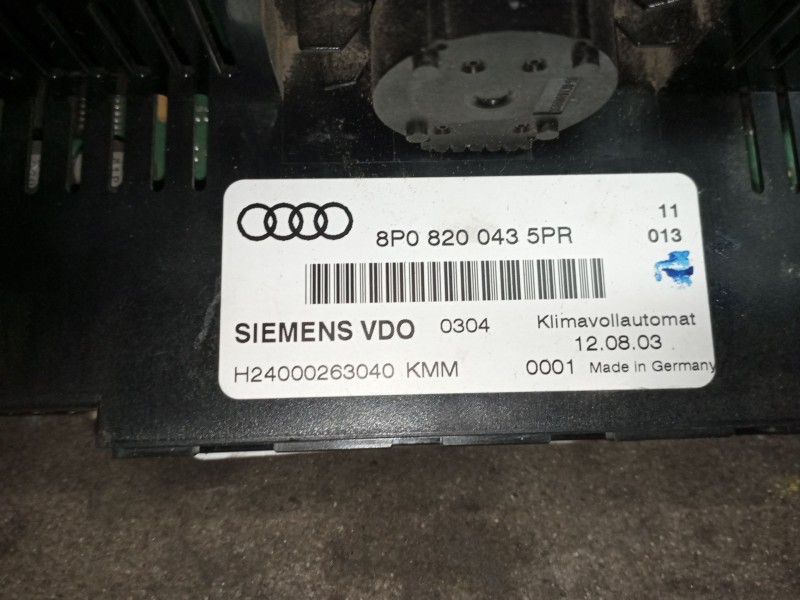 8P0 820 043 5PR
11
013
SIEMENS VDO 0304 Klimavollautomat
12.08.03
H24000263040 KMM 0001 Made in Germany